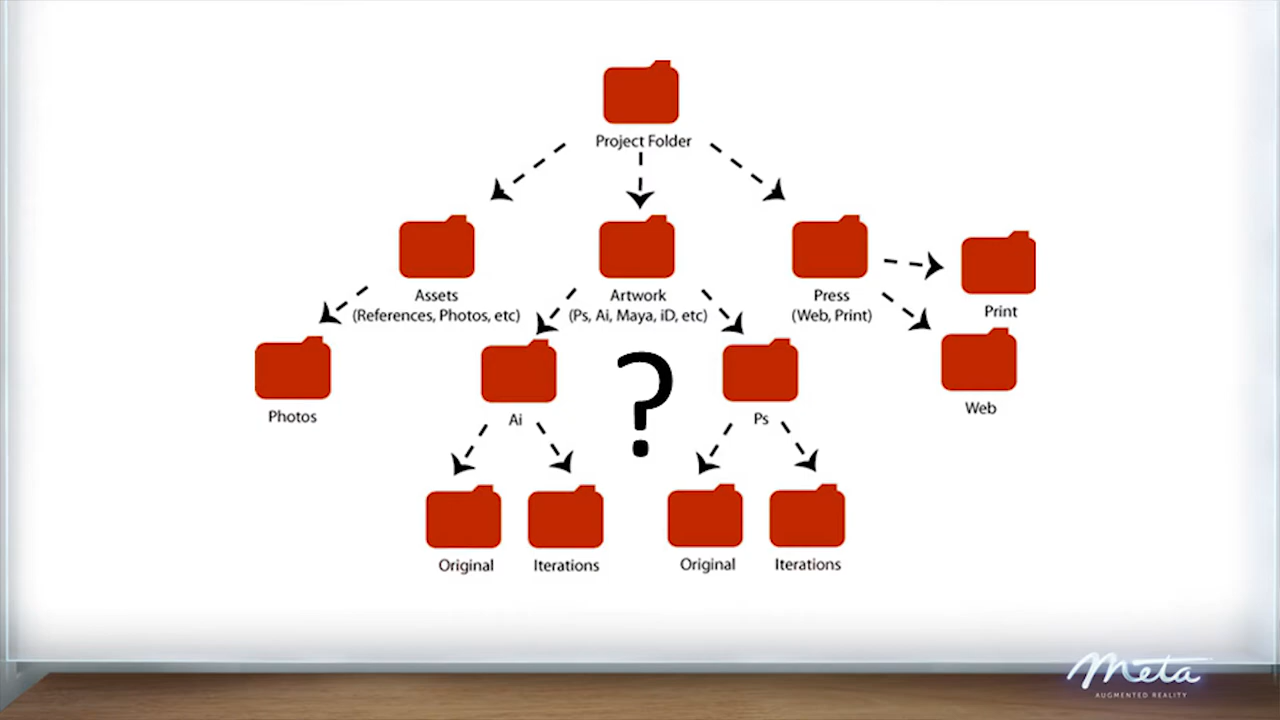 Project Folder
Assets
(References, Photos, etc)
Artwork
(Ps, Ai, Maya, iD, etc)
Press
(Web, Print)
Print
Photos
Ai
?
Ps
Web
Original
Iterations
Original
Iterations
Meta
AUGMENTED REALITY